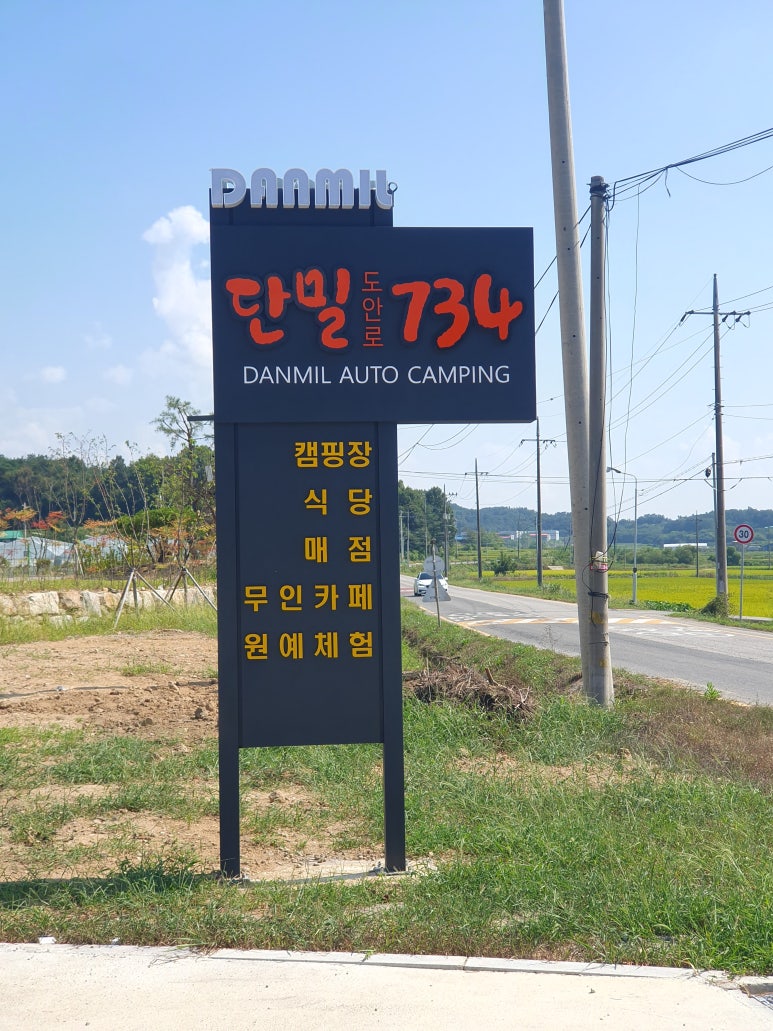 DANMIL
단밀 도안로 734
DANMIL AUTO CAMPING
캠핑장
식 당
매 점
무인카페
원예체험
30